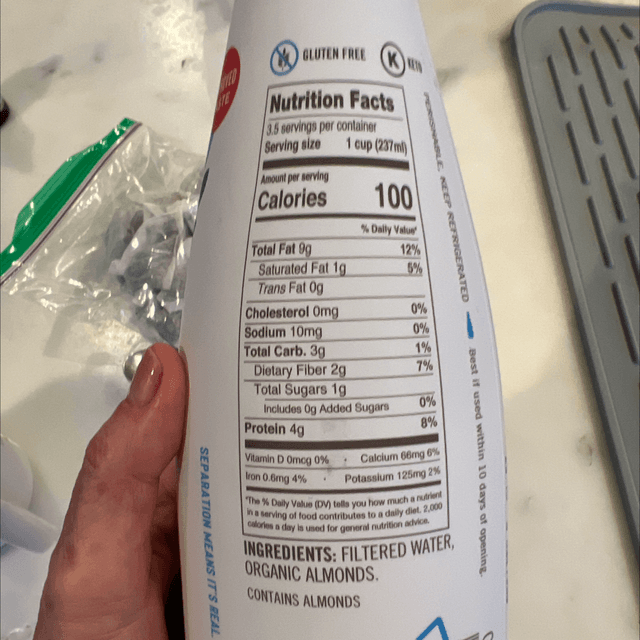 GLUTEN FREE
K
Nutrition Facts
3.5 servings per container
Serving size 1 cup (237ml)
Amount per serving
Calories 100
% Daily Value*
Total Fat 9g 12%
Saturated Fat 1g 5%
Trans Fat 0g
Cholesterol 0mg 0%
Sodium 10mg 0%
Total Carb. 3g 1%
Dietary Fiber 2g 7%
Total Sugars 1g
Includes 0g Added Sugars 0%
Protein 4g 8%
Vitamin D 0mcg 0% · Calcium 66mg 6%
Iron 0.6mg 4% · Potassium 125mg 2%
*The % Daily Value (DV) tells you how much a nutrient
in a serving of food contributes to a daily diet. 2,000
calories a day is used for general nutrition advice.
INGREDIENTS: FILTERED WATER,
ORGANIC ALMONDS.
CONTAINS ALMONDS
PERISHABLE. KEEP REFRIGERATED
Best if used within 10 days of opening.
SEPARATION MEANS IT'S REAL